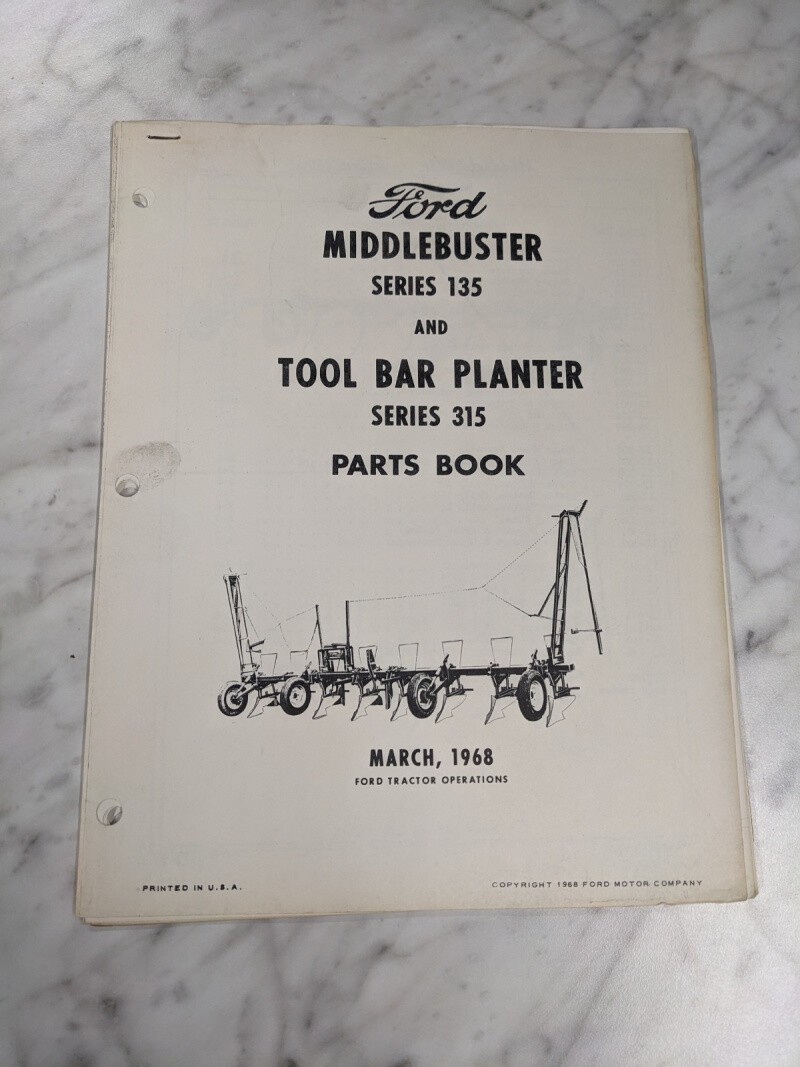 Ford
MIDDLEBUSTER
SERIES 135
AND
TOOL BAR PLANTER
SERIES 315
PARTS BOOK
MARCH, 1968
FORD TRACTOR OPERATIONS
PRINTED IN U.S.A.
COPYRIGHT 1968 FORD MOTOR COMPANY